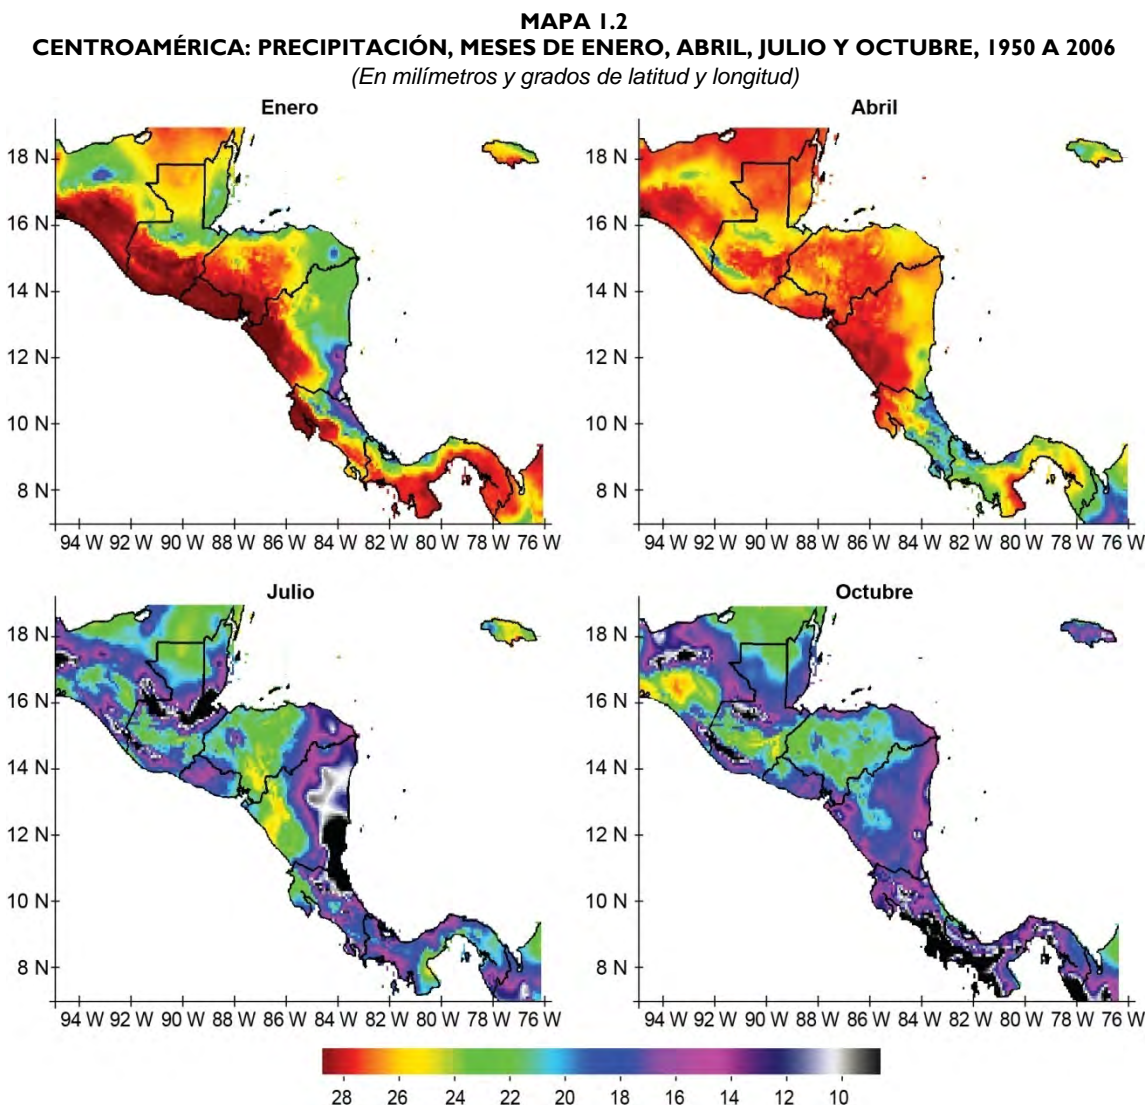 MAPA 1.2
CENTROAMÉRICA: PRECIPITACIÓN, MESES DE ENERO, ABRIL, JULIO Y OCTUBRE, 1950 A 2006
(En milímetros y grados de latitud y longitud)
Enero
18 N
16 N
14 N
12 N
10 N
8 N
94 W 92 W 90 W 88 W 86 W 84 W 82 W 80 W 78 W 76 W
Abril
18 N
16 N
14 N
12 N
10 N
8 N
94 W 92 W 90 W 88 W 86 W 84 W 82 W 80 W 78 W 76 W
Julio
18 N
16 N
14 N
12 N
10 N
8 N
94 W 92 W 90 W 88 W 86 W 84 W 82 W 80 W 78 W 76 W
Octubre
18 N
16 N
14 N
12 N
10 N
8 N
94 W 92 W 90 W 88 W 86 W 84 W 82 W 80 W 78 W 76 W
28 26 24 22 20 18 16 14 12 10